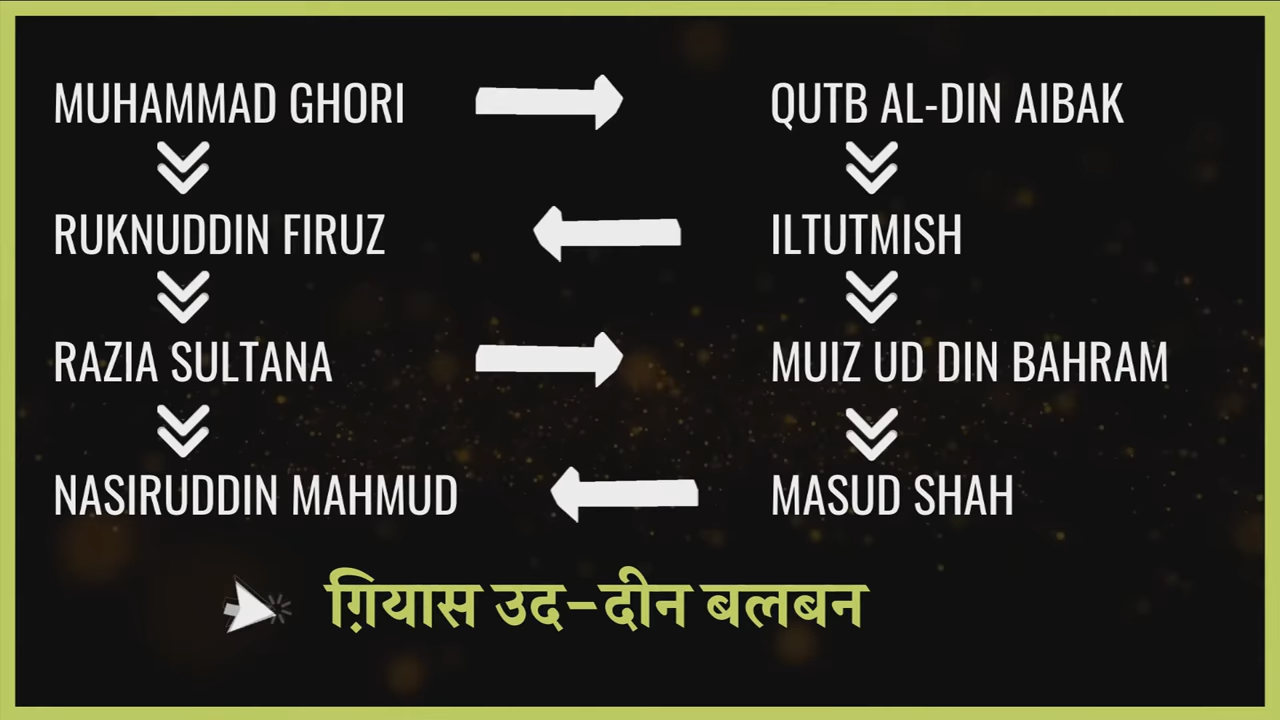 MUHAMMAD GHORI QUTB AL-DIN AIBAK
RUKNUDDIN FIRUZ ILTUTMISH
RAZIA SULTANA MUIZ UD DIN BAHRAM
NASIRUDDIN MAHMUD MASUD SHAH
ग़ियास उद-दीन बलबन